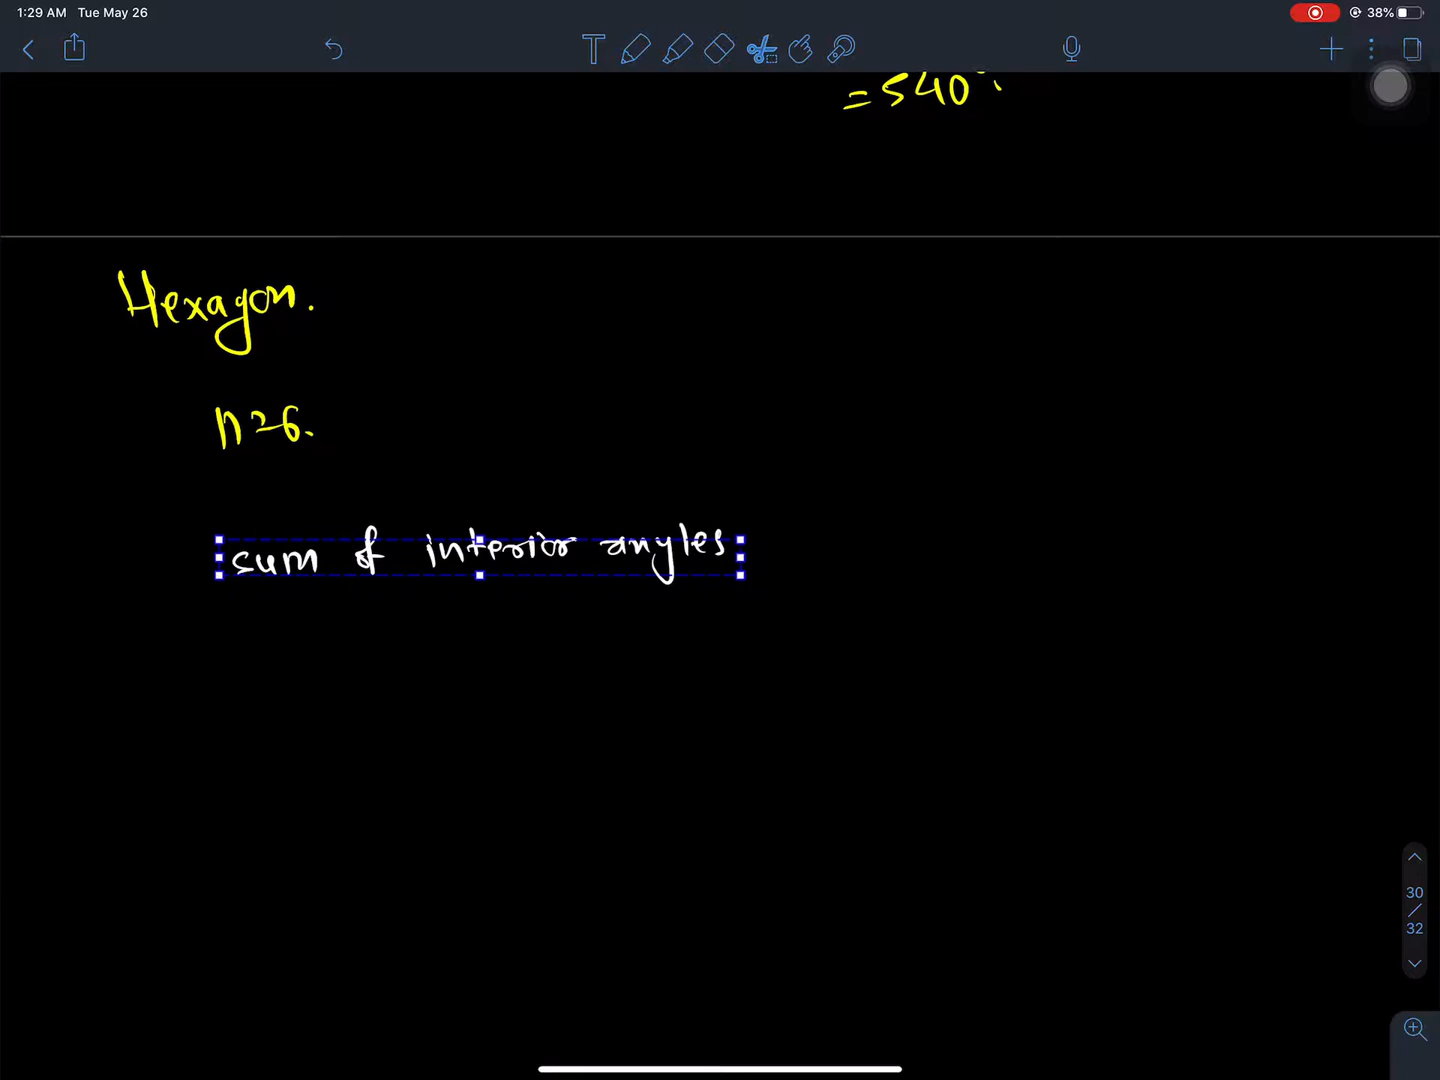 1:29 AM Tue May 26
38%
= 540°.
Hexagon.
n=6.
sum of interior angles
30
32